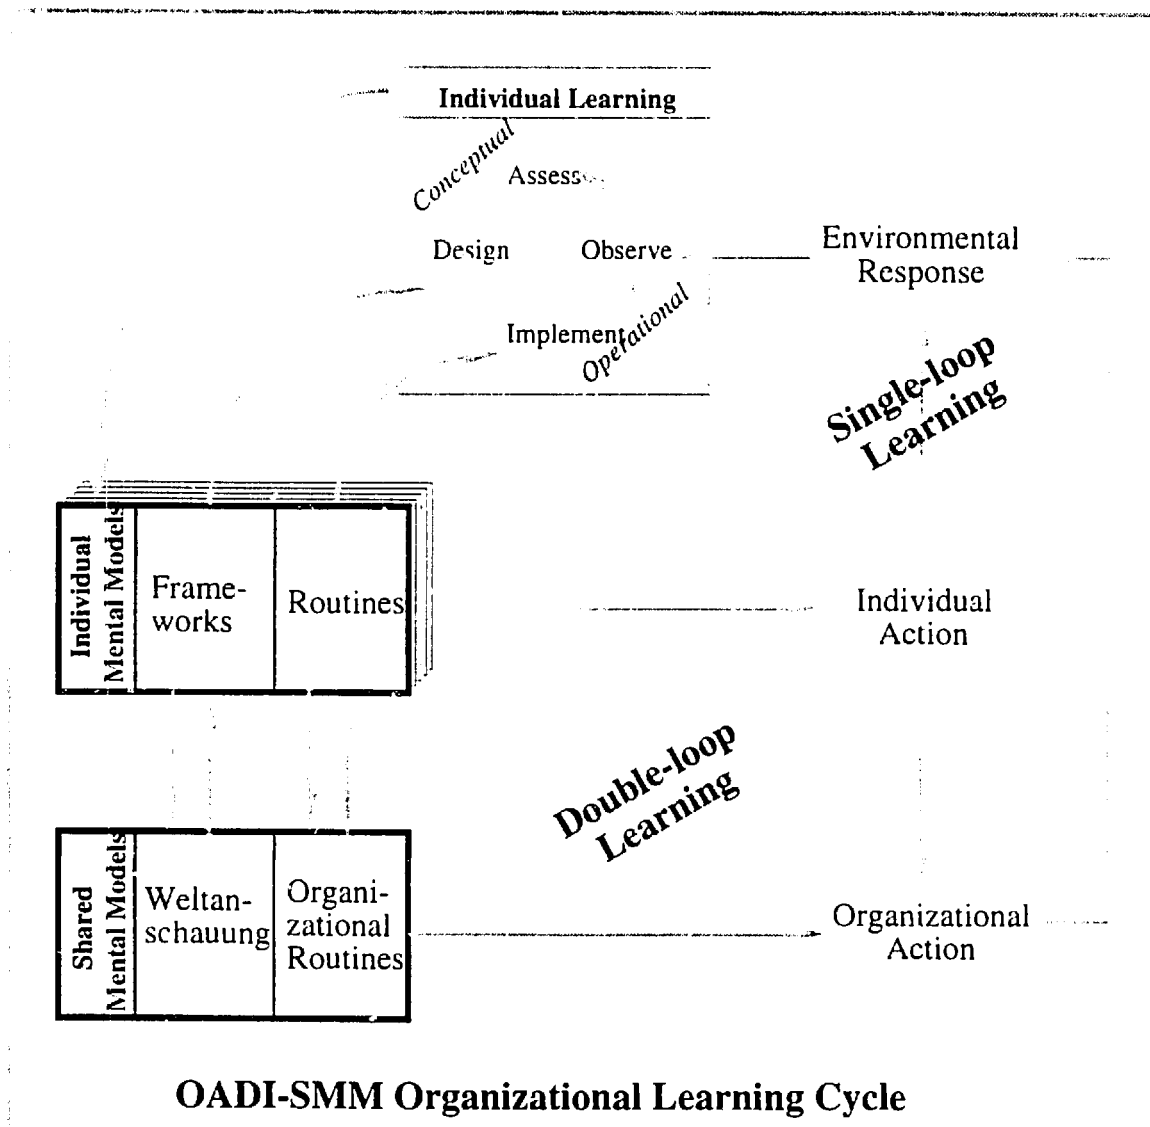 Individual Learning
Conceptual
Assess
Design
Observe
Implement
Operational
Environmental
Response
Single-loop
Learning
Individual
Mental Models
Frame-
works
Routines
Individual
Action
Double-loop
Learning
Shared
Mental Models
Weltan-
schauung
Organi-
zational
Routines
Organizational
Action
OADI-SMM Organizational Learning Cycle